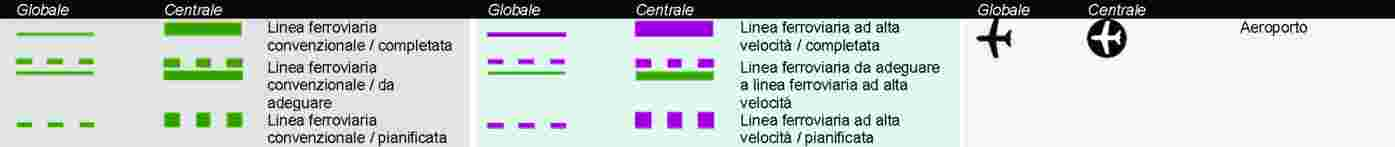 Globale Centrale
Linea ferroviaria
convenzionale / completata
Linea ferroviaria
convenzionale / da
adeguare
Linea ferroviaria
convenzionale / pianificata
Globale Centrale
Linea ferroviaria ad alta
velocità / completata
Linea ferroviaria da adeguare
a linea ferroviaria ad alta
velocità
Linea ferroviaria ad alta
velocità / pianificata
Globale Centrale
Aeroporto